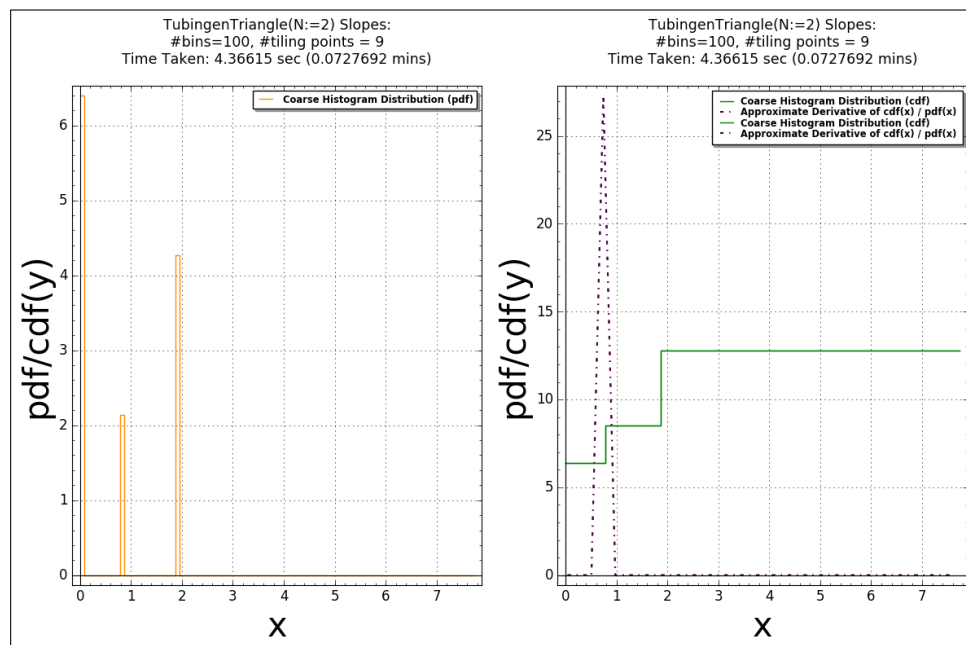 TubingenTriangle(N:=2) Slopes:
#bins=100, #tiling points = 9
Time Taken: 4.36615 sec (0.0727692 mins)
Coarse Histogram Distribution (pdf)
6
5
4
3
2
1
0
pdf/cdf(y)
0 1 2 3 4 5 6 7
x
TubingenTriangle(N:=2) Slopes:
#bins=100, #tiling points = 9
Time Taken: 4.36615 sec (0.0727692 mins)
Coarse Histogram Distribution (cdf)
Approximate Derivative of cdf(x) / pdf(x)
Coarse Histogram Distribution (cdf)
Approximate Derivative of cdf(x) / pdf(x)
25
20
15
10
5
0
pdf/cdf(y)
0 1 2 3 4 5 6 7
x